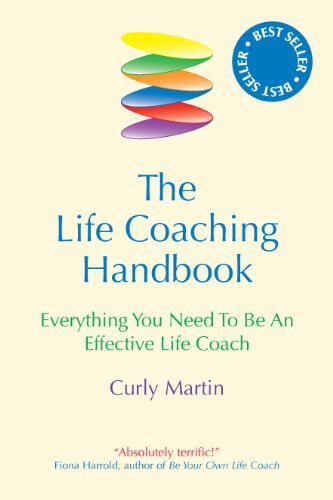 BEST SELLER • BEST SELLER •
The
Life Coaching
Handbook
Everything You Need To Be An
Effective Life Coach
Curly Martin
“Absolutely terrific!”
Fiona Harrold, author of Be Your Own Life Coach